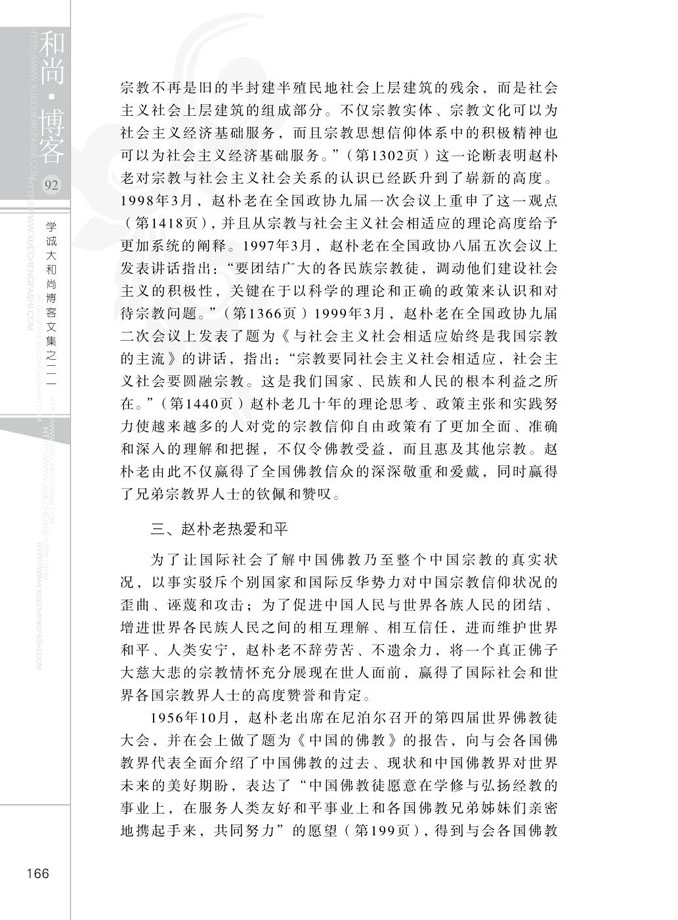 和尚·博客
92
学诚大和尚博客文集之二
宗教不再是旧的半封建半殖民地社会上层建筑的残余，而是社会
主义社会上层建筑的组成部分。不仅宗教实体、宗教文化可以为
社会主义经济基础服务，而且宗教思想信仰体系中的积极精神也
可以为社会主义经济基础服务。”（第1302页）这一论断表明赵朴
老对宗教与社会主义社会关系的认识已经跃升到了崭新的高度。
1998年3月，赵朴老在全国政协九届一次会议上重申了这一观点
（第1418页），并且从宗教与社会主义社会相适应的理论高度给予
更加系统的阐释。1997年3月，赵朴老在全国政协八届五次会议上
发表讲话指出：“要团结广大的各民族宗教徒，调动他们建设社会
主义的积极性，关键在于以科学的理论和正确的政策来认识和对
待宗教问题。”（第1366页）1999年3月，赵朴老在全国政协九届
二次会议上发表了题为《与社会主义社会相适应始终是我国宗教
的主流》的讲话，指出：“宗教要同社会主义社会相适应，社会主
义社会要圆融宗教。这是我们国家、民族和人民的根本利益之所
在。”（第1440页）赵朴老几十年的理论思考、政策主张和实践努
力使越来越多的人对党的宗教信仰自由政策有了更加全面、准确
和深入的理解和把握，不仅令佛教受益，而且惠及其他宗教。赵
朴老由此不仅赢得了全国佛教信众的深深敬重和爱戴，同时赢得
了兄弟宗教界人士的钦佩和赞叹。
三、赵朴老热爱和平
为了让国际社会了解中国佛教乃至整个中国宗教的真实状
况，以事实驳斥个别国家和国际反华势力对中国宗教信仰状况的
歪曲、诬蔑和攻击；为了促进中国人民与世界各族人民的团结、
增进世界各民族人民之间的相互理解、相互信任，进而维护世界
和平、人类安宁，赵朴老不辞劳苦、不遗余力，将一个真正佛子
大慈大悲的宗教情怀充分展现在世人面前，赢得了国际社会和世
界各国宗教界人士的高度赞誉和肯定。
1956年10月，赵朴老出席在尼泊尔召开的第四届世界佛教徒
大会，并在会上做了题为《中国的佛教》的报告，向与会各国佛
教界代表全面介绍了中国佛教的过去、现状和中国佛教界对世界
未来的美好期盼，表达了“中国佛教徒愿意在学修与弘扬经教的
事业上，在服务人类友好和平事业上和各国佛教兄弟姊妹们亲密
地携起手来，共同努力”的愿望（第199页），得到与会各国佛教
166